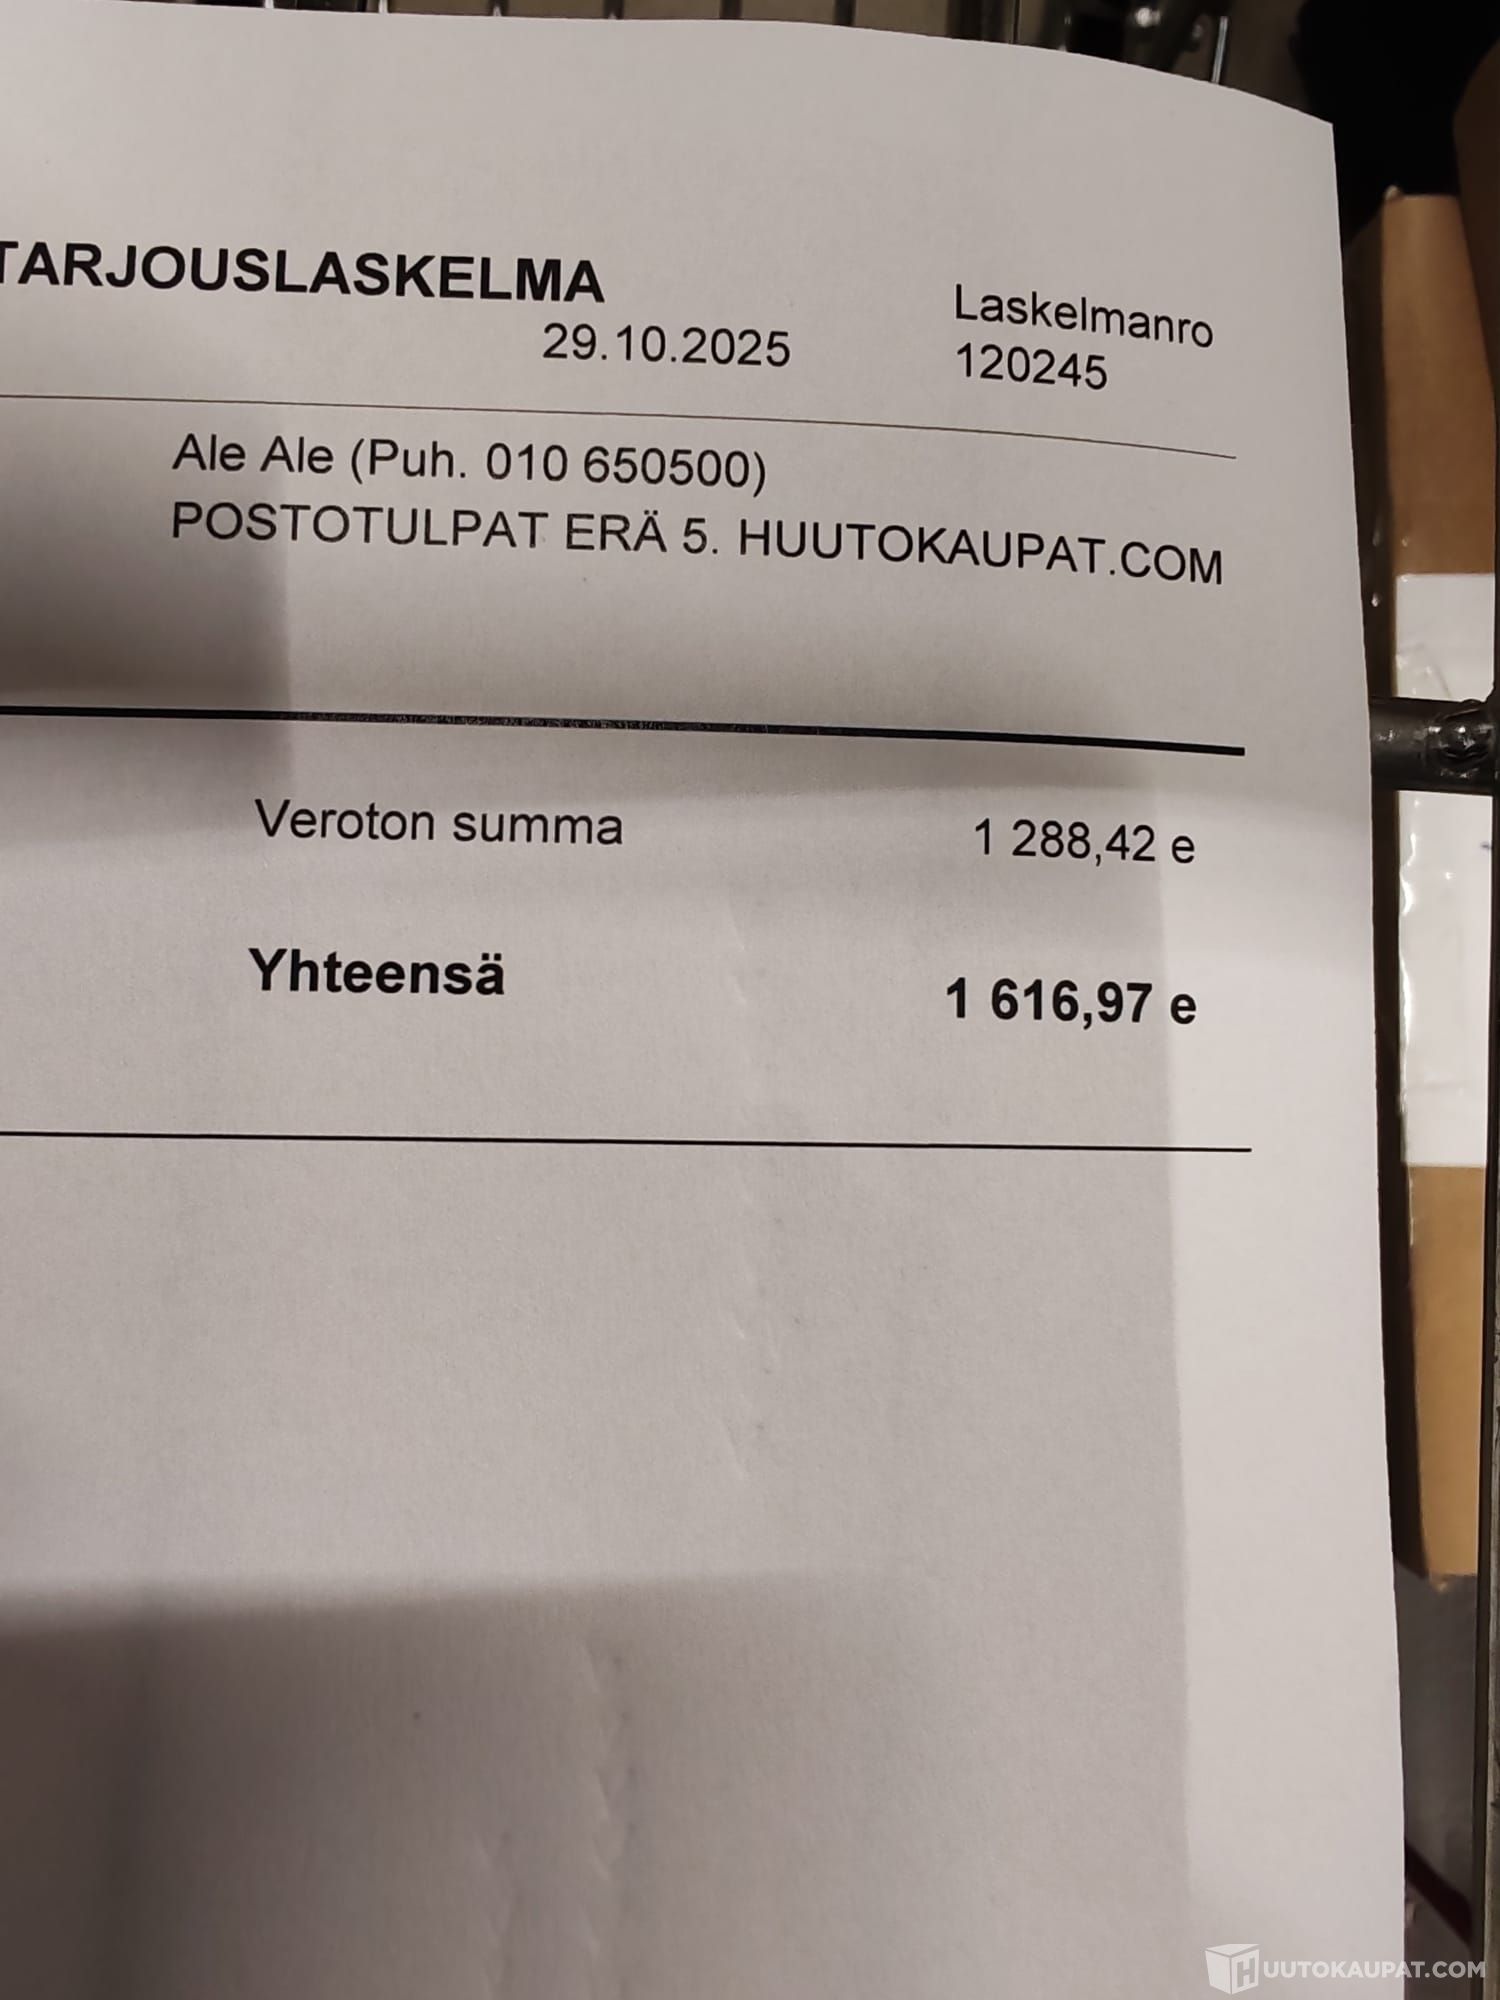 TARJOUSLASKELMA
29.10.2025
Laskelmanro
120245
Ale Ale (Puh. 010 650500)
POSTOTULPAT ERÄ 5. HUUTOKAUPAT.COM
Veroton summa 1 288,42 e
Yhteensä 1 616,97 e
HUUTOKAUPAT.COM